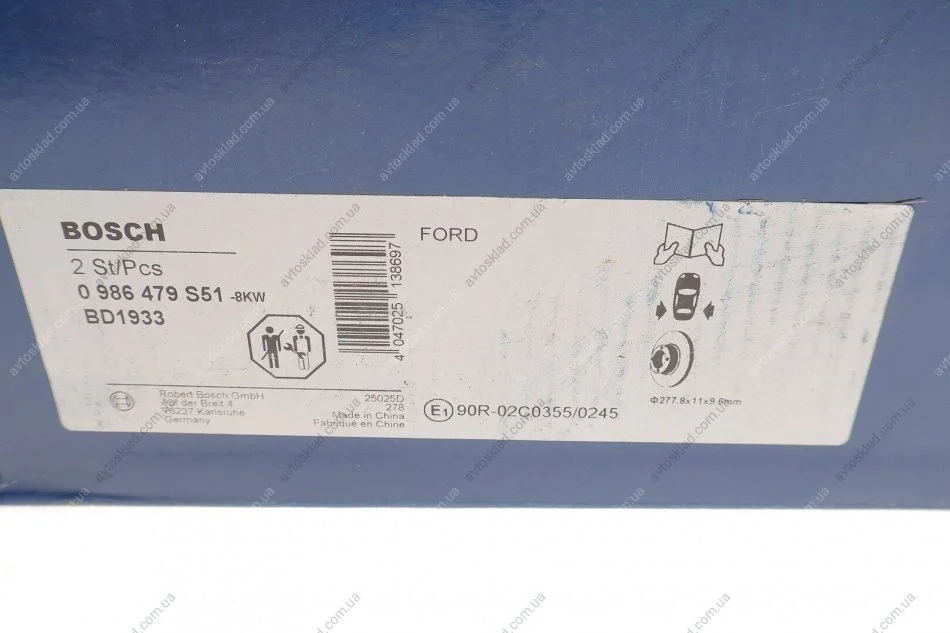 BOSCH
2 St/Pcs
0 986 479 S51 -8KW
BD1933
4 047025 138697
FORD
Robert Bosch GmbH
Auf der Breit 4
76227 Karlsruhe
Germany
25025D
278
Made in China
Fabriqué en Chine
E1 90R-02C0355/0245
Φ277.8x11x9.6mm
avtosklad.com.ua